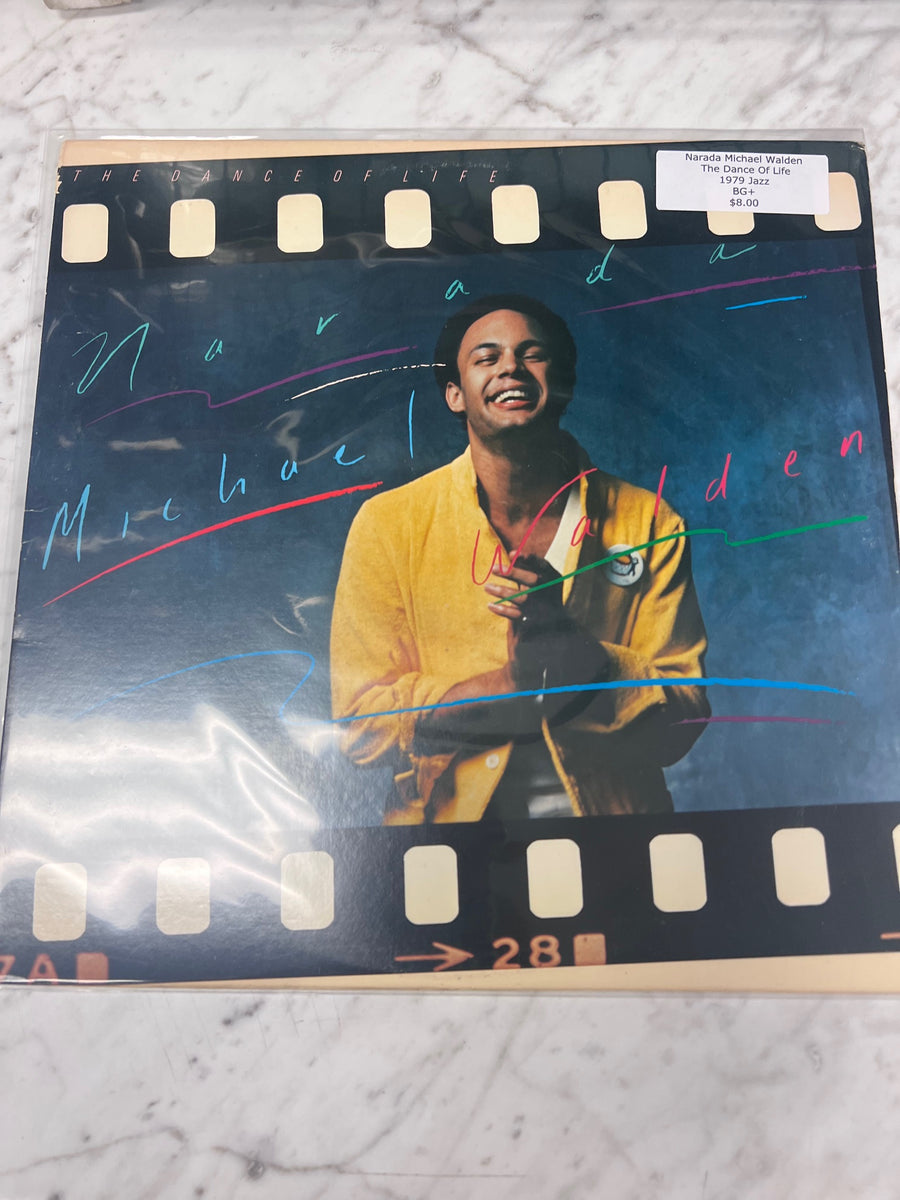 THE DANCE OF LIFE
Narada Michael Walden
The Dance Of Life
1979 Jazz
BG+
$8.00
Narada
Michael
Walden
7A
→ 28